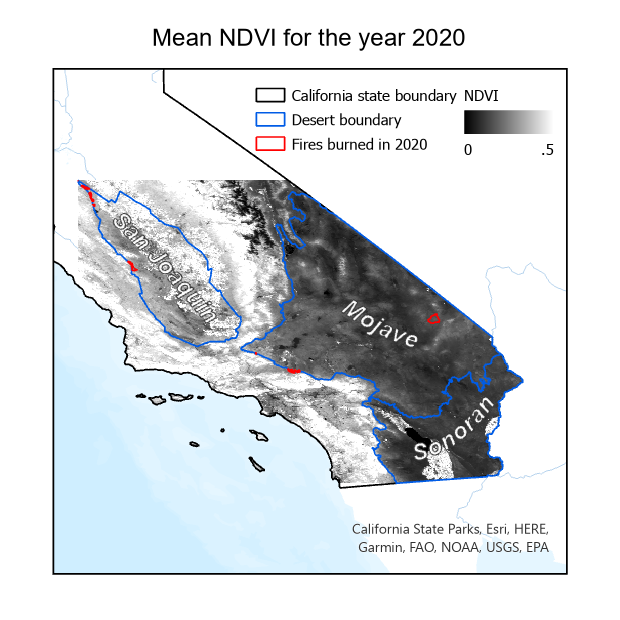 Mean NDVI for the year 2020
California state boundary
NDVI
Desert boundary
Fires burned in 2020
0
.5
San Joaquin
Mojave
Sonoran
California State Parks, Esri, HERE,
Garmin, FAO, NOAA, USGS, EPA